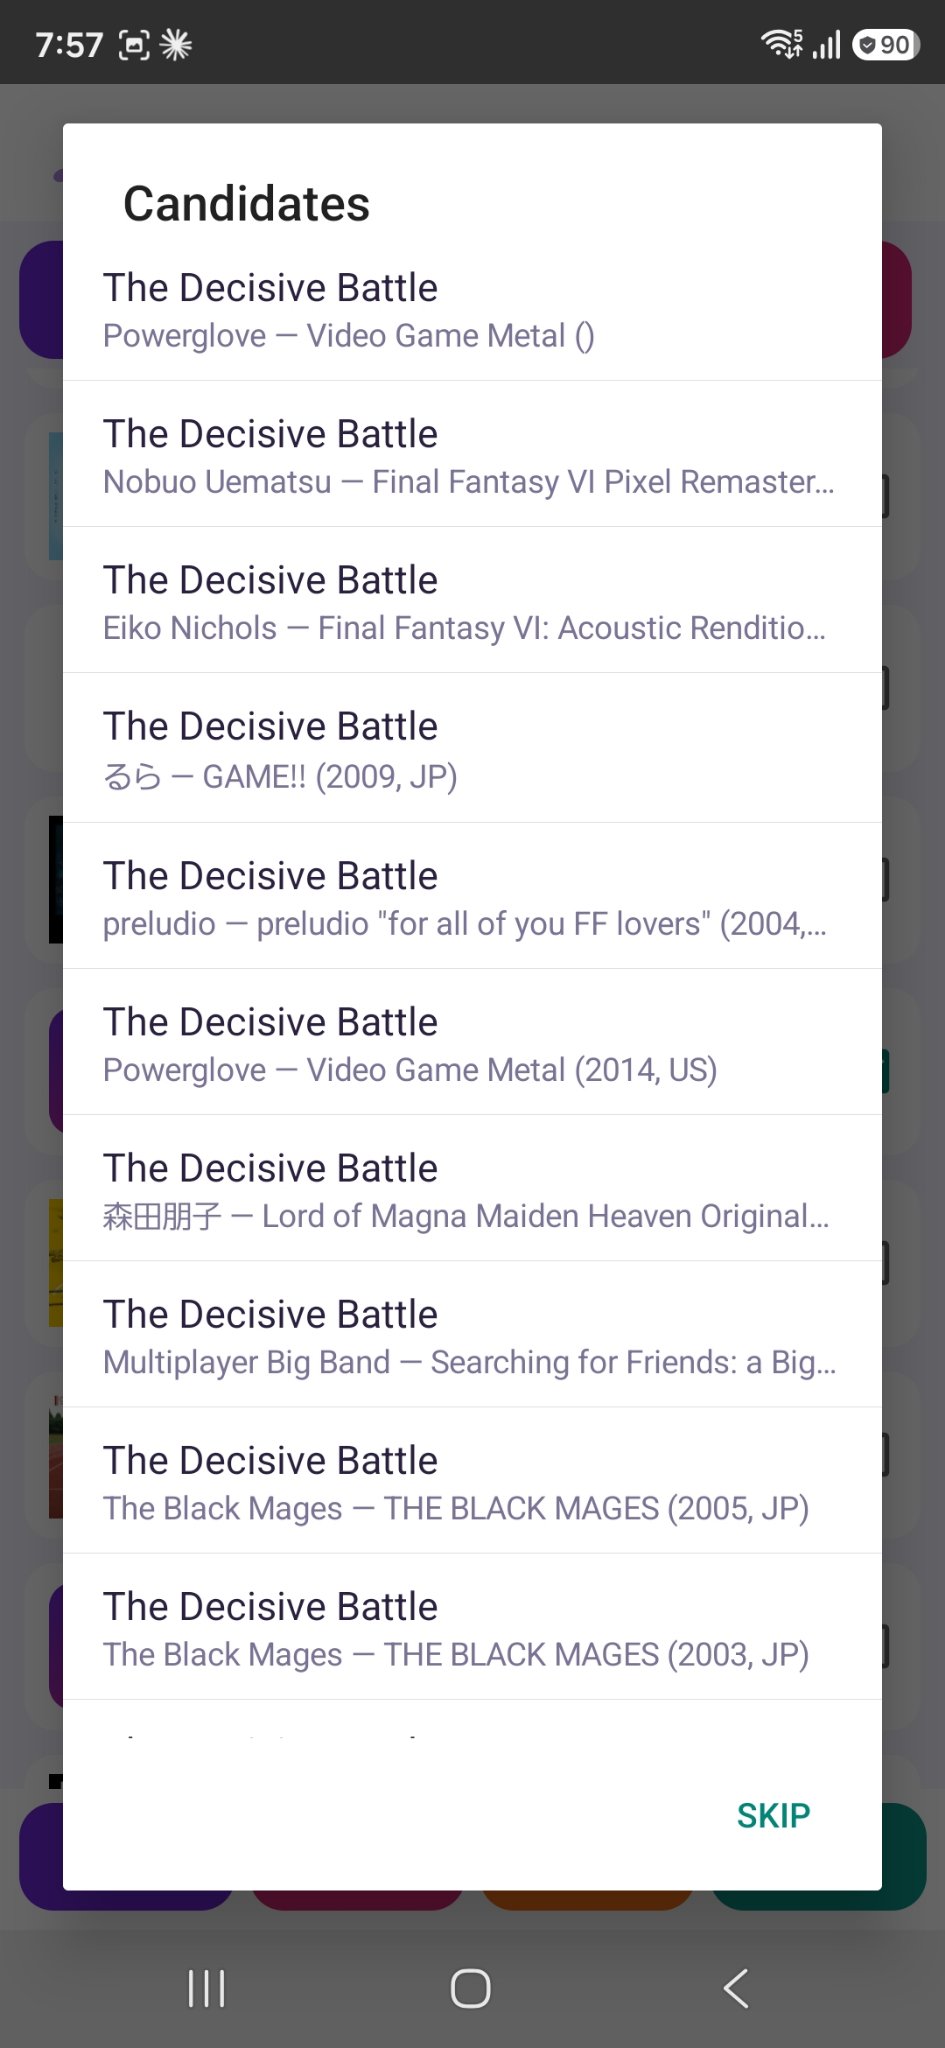 7:57
5
90
Candidates
The Decisive Battle
Powerglove — Video Game Metal ()
The Decisive Battle
Nobuo Uematsu — Final Fantasy VI Pixel Remaster...
The Decisive Battle
Eiko Nichols — Final Fantasy VI: Acoustic Renditio...
The Decisive Battle
るら — GAME!! (2009, JP)
The Decisive Battle
preludio — preludio "for all of you FF lovers" (2004,...
The Decisive Battle
Powerglove — Video Game Metal (2014, US)
The Decisive Battle
森田朋子 — Lord of Magna Maiden Heaven Original...
The Decisive Battle
Multiplayer Big Band — Searching for Friends: a Big...
The Decisive Battle
The Black Mages — THE BLACK MAGES (2005, JP)
The Decisive Battle
The Black Mages — THE BLACK MAGES (2003, JP)
SKIP